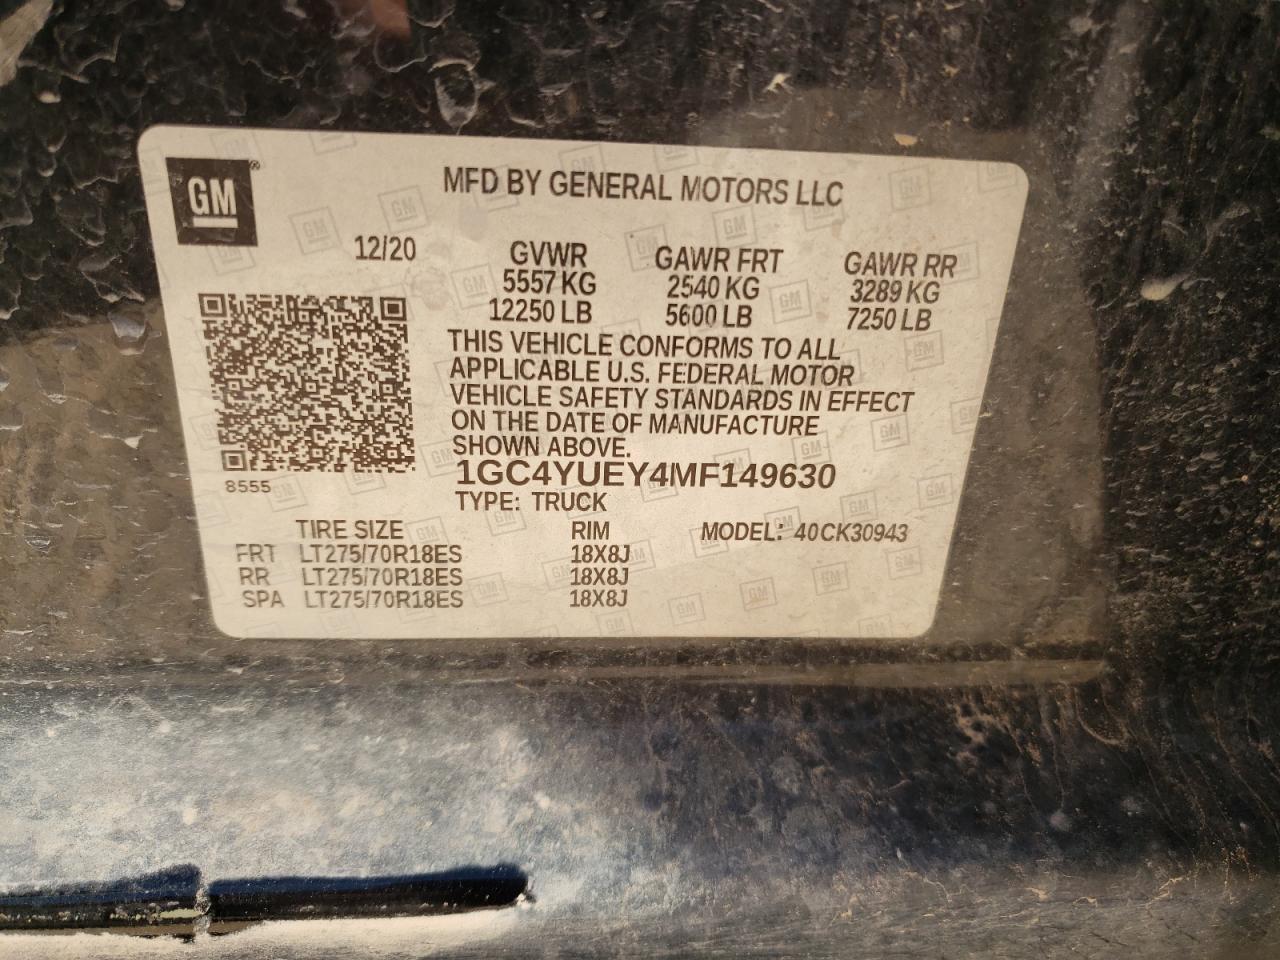 GM®
MFD BY GENERAL MOTORS LLC
12/20 GVWR GAWR FRT GAWR RR
5557 KG 2540 KG 3289 KG
12250 LB 5600 LB 7250 LB
THIS VEHICLE CONFORMS TO ALL
APPLICABLE U.S. FEDERAL MOTOR
VEHICLE SAFETY STANDARDS IN EFFECT
ON THE DATE OF MANUFACTURE
SHOWN ABOVE.
8555
1GC4YUEY4MF149630
TYPE: TRUCK
TIRE SIZE RIM MODEL: 40CK30943
FRT LT275/70R18ES 18X8J
RR LT275/70R18ES 18X8J
SPA LT275/70R18ES 18X8J